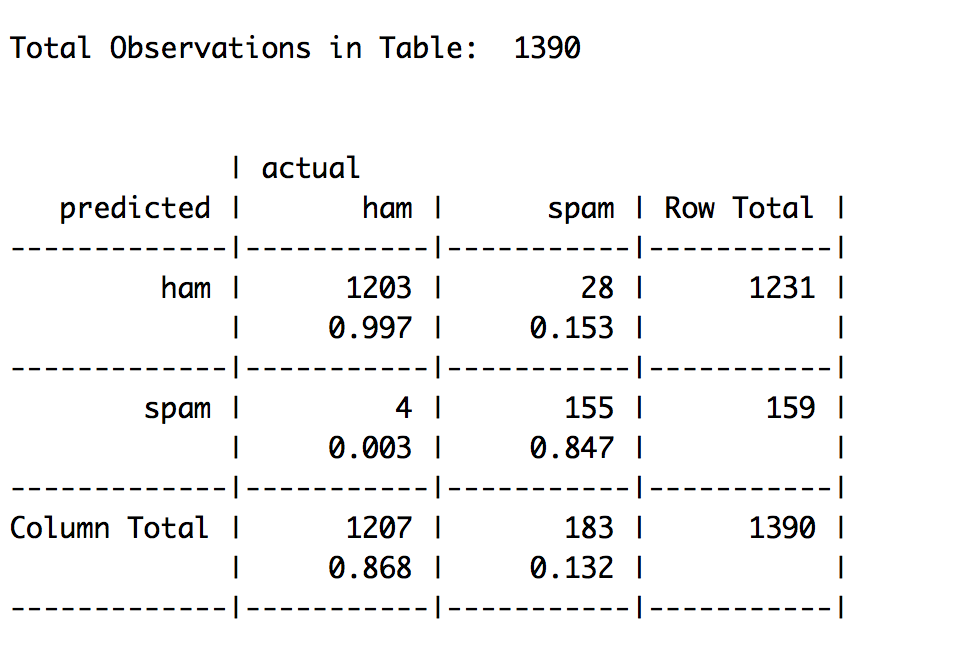 Total Observations in Table:  1390
             | actual
   predicted |       ham |      spam | Row Total |
-------------|-----------|-----------|-----------|
         ham |      1203 |        28 |      1231 |
             |     0.997 |     0.153 |           |
-------------|-----------|-----------|-----------|
        spam |         4 |       155 |       159 |
             |     0.003 |     0.847 |           |
-------------|-----------|-----------|-----------|
Column Total |      1207 |       183 |      1390 |
             |     0.868 |     0.132 |           |
-------------|-----------|-----------|-----------|